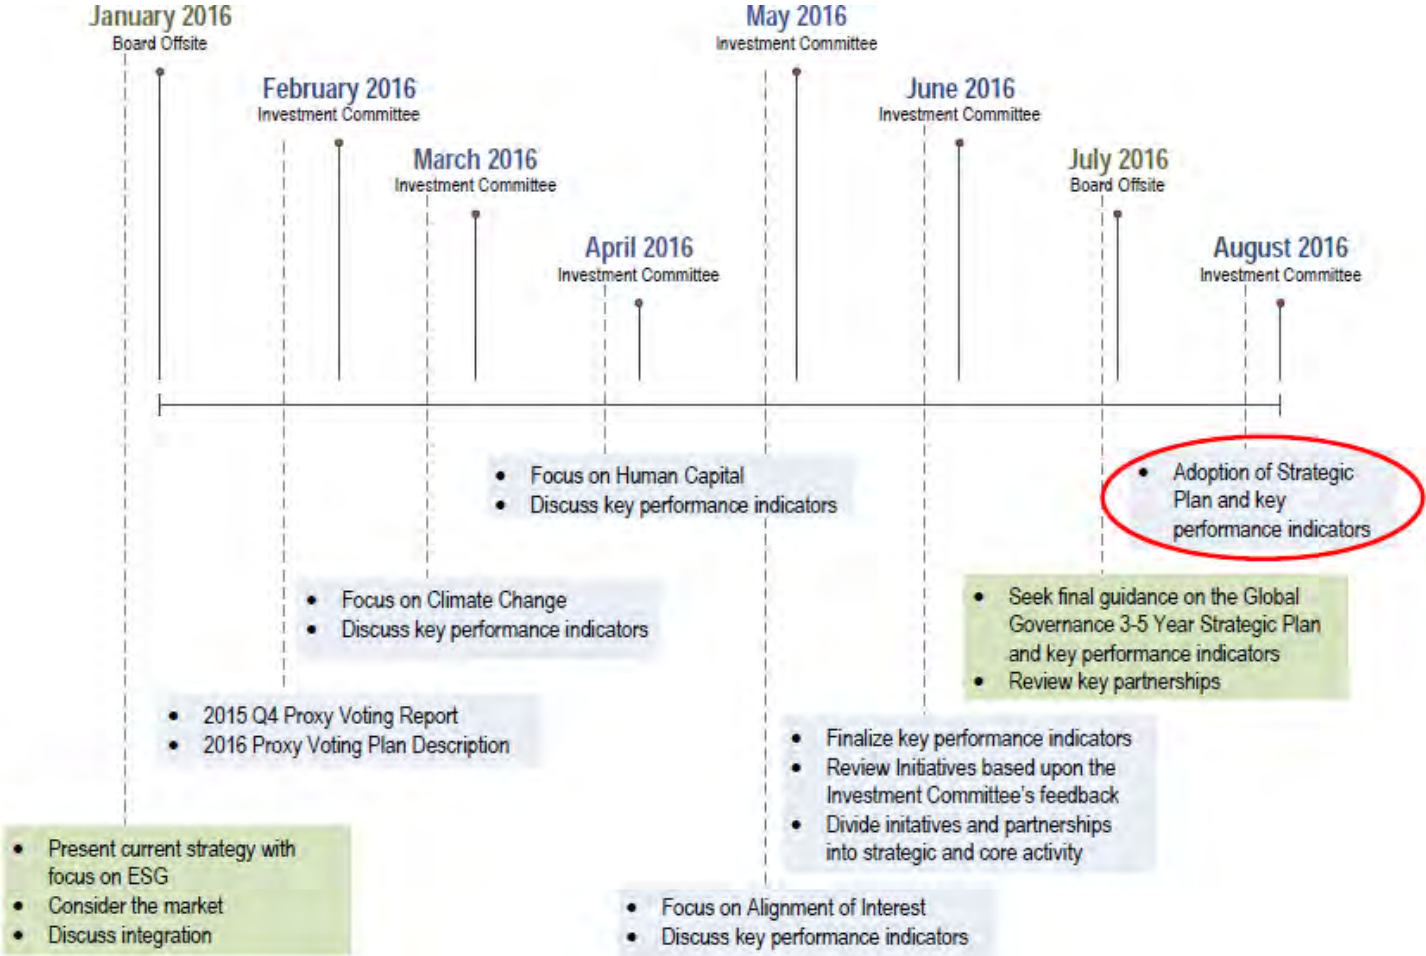 January 2016
Board Offsite
February 2016
Investment Committee
March 2016
Investment Committee
April 2016
Investment Committee
May 2016
Investment Committee
June 2016
Investment Committee
July 2016
Board Offsite
August 2016
Investment Committee
• Focus on Human Capital
• Discuss key performance indicators
• Adoption of Strategic
Plan and key
performance indicators
• Focus on Climate Change
• Discuss key performance indicators
• Seek final guidance on the Global
Governance 3-5 Year Strategic Plan
and key performance indicators
• Review key partnerships
• 2015 Q4 Proxy Voting Report
• 2016 Proxy Voting Plan Description
• Finalize key performance indicators
• Review Initiatives based upon the
Investment Committee's feedback
• Divide initatives and partnerships
into strategic and core activity
• Present current strategy with
focus on ESG
• Consider the market
• Discuss integration
• Focus on Alignment of Interest
• Discuss key performance indicators